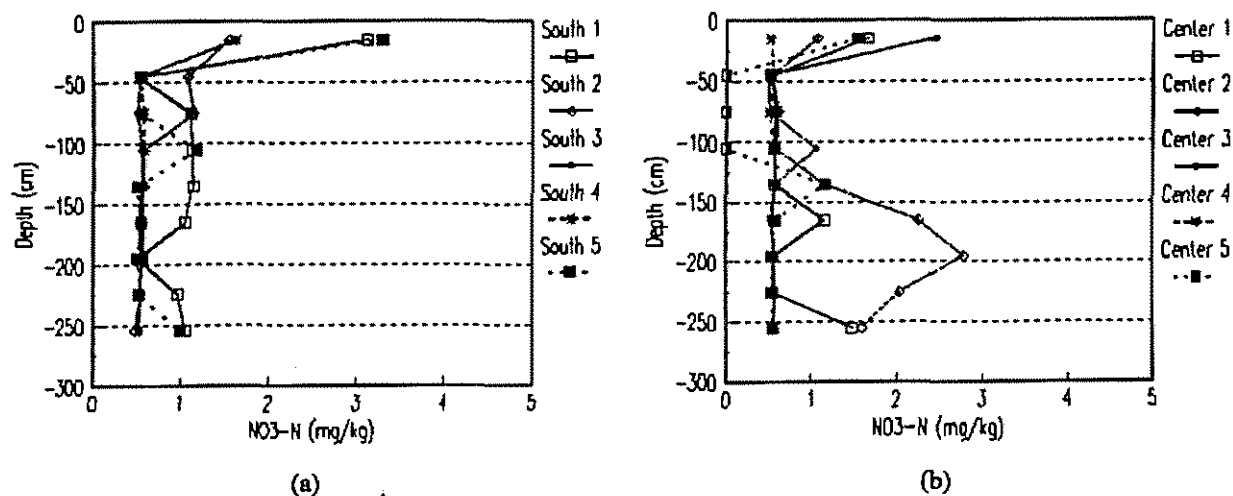 0
-50
-100
-150
-200
-250
-300
Depth (cm)
0 1 2 3 4 5
NO3-N (mg/kg)
South 1
South 2
South 3
South 4
South 5
(a)
0
-50
-100
-150
-200
-250
-300
Depth (cm)
0 1 2 3 4 5
NO3-N (mg/kg)
Center 1
Center 2
Center 3
Center 4
Center 5
(b)